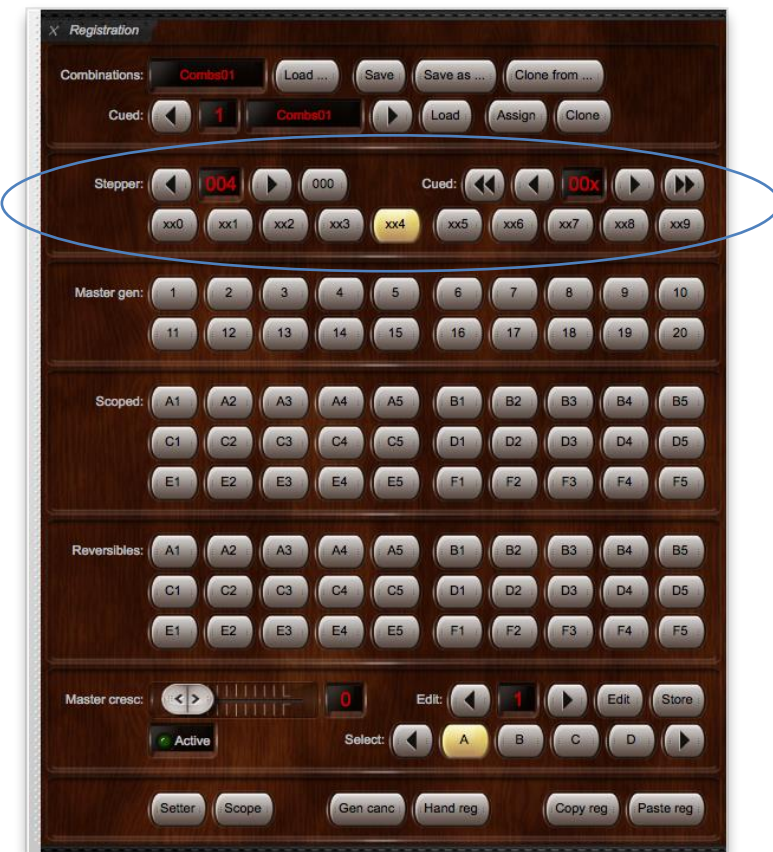 X Registration
Combinations: Combs01 Load ... Save Save as ... Clone from ...
Cued: 1 Combs01 Load Assign Clone
Stepper: 004 000 Cued: 00x
xx0 xx1 xx2 xx3 xx4 xx5 xx6 xx7 xx8 xx9
Master gen: 1 2 3 4 5 6 7 8 9 10
11 12 13 14 15 16 17 18 19 20
Scoped: A1 A2 A3 A4 A5 B1 B2 B3 B4 B5
C1 C2 C3 C4 C5 D1 D2 D3 D4 D5
E1 E2 E3 E4 E5 F1 F2 F3 F4 F5
Reversibles: A1 A2 A3 A4 A5 B1 B2 B3 B4 B5
C1 C2 C3 C4 C5 D1 D2 D3 D4 D5
E1 E2 E3 E4 E5 F1 F2 F3 F4 F5
Master cresc: < > 0 Edit: 1 Edit Store
Active Select: A B C D
Setter Scope Gen canc Hand reg Copy reg Paste reg